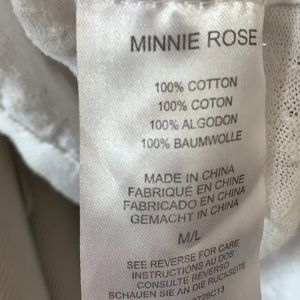 MINNIE ROSE
100% COTTON
100% COTON
100% ALGODON
100% BAUMWOLLE
MADE IN CHINA
FABRIQUÉ EN CHINE
FABRICADO EN CHINA
GEMACHT IN CHINA
M/L
SEE REVERSE FOR CARE
INSTRUCTIONS AU DOS
CONSULTE REVERSO
SCHAUEN SIE AN DIE RÜCKSEITE